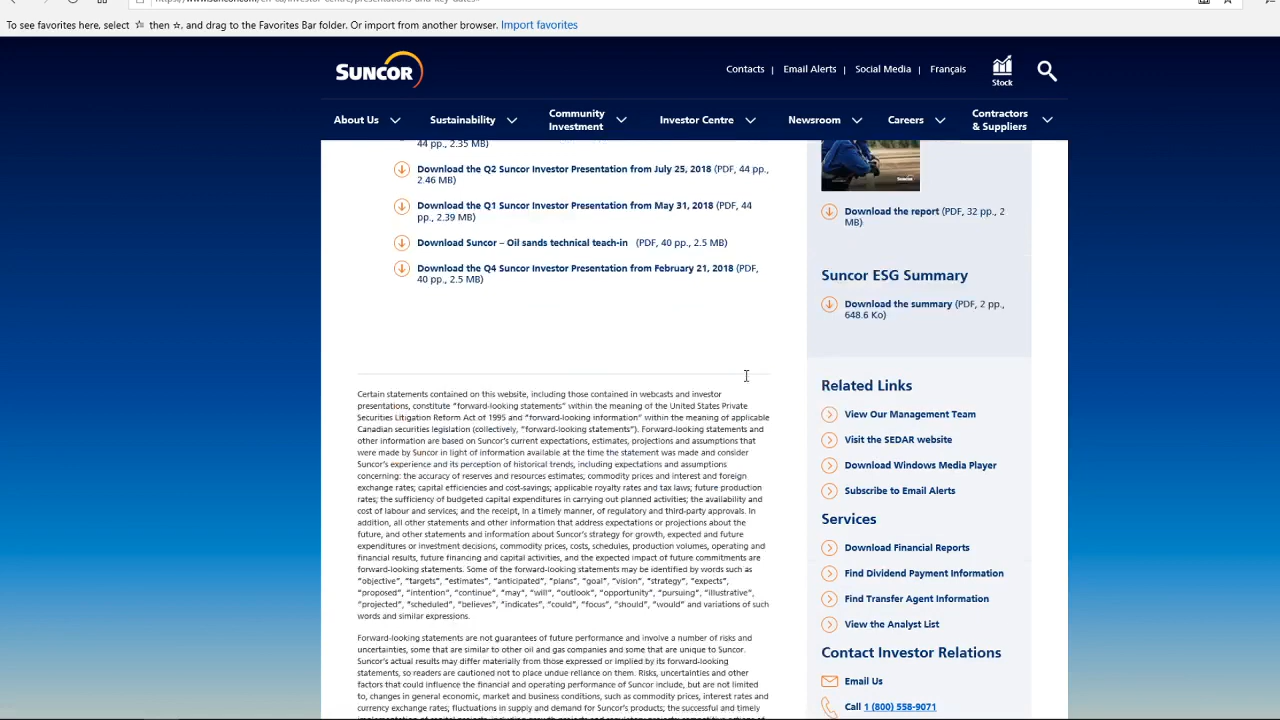 To see favorites here, select ☆ then ☆, and drag to the Favorites Bar folder. Or import from another browser. Import favorites
SUNCOR
Contacts | Email Alerts | Social Media | Français
Stock
About Us
Sustainability
Community
Investment
Investor Centre
Newsroom
Careers
Contractors
& Suppliers
44 pp., 2.35 MB)
Download the Q2 Suncor Investor Presentation from July 25, 2018 (PDF, 44 pp.,
2.46 MB)
Download the Q1 Suncor Investor Presentation from May 31, 2018 (PDF, 44
pp., 2.39 MB)
Download Suncor – Oil sands technical teach-in (PDF, 40 pp., 2.5 MB)
Download the Q4 Suncor Investor Presentation from February 21, 2018 (PDF,
40 pp., 2.5 MB)
Certain statements contained on this website, including those contained in webcasts and investor
presentations, constitute “forward-looking statements” within the meaning of the United States Private
Securities Litigation Reform Act of 1995 and “forward-looking information” within the meaning of applicable
Canadian securities legislation (collectively, “forward-looking statements”). Forward-looking statements and
other information are based on Suncor’s current expectations, estimates, projections and assumptions that
were made by Suncor in light of information available at the time the statement was made and consider
Suncor’s experience and its perception of historical trends, including expectations and assumptions
concerning: the accuracy of reserves and resources estimates; commodity prices and interest and foreign
exchange rates; capital efficiencies and cost-savings; applicable royalty rates and tax laws; future production
rates; the sufficiency of budgeted capital expenditures in carrying out planned activities; the availability and
cost of labour and services; and the receipt, in a timely manner, of regulatory and third-party approvals. In
addition, all other statements and other information that address expectations or projections about the
future, and other statements and information about Suncor’s strategy for growth, expected and future
expenditures or investment decisions, commodity prices, costs, schedules, production volumes, operating and
financial results, future financing and capital activities, and the expected impact of future commitments are
forward-looking statements. Some of the forward-looking statements may be identified by words such as
“objective”, “targets”, “estimates”, “anticipated”, “plans”, “goal”, “vision”, “strategy”, “expects”,
“proposed”, “intention”, “continue”, “may”, “will”, “outlook”, “opportunity”, “pursuing”, “illustrative”,
“projected”, “scheduled”, “believes”, “indicates”, “could”, “focus”, “should”, “would” and variations of such
words and similar expressions.
Forward-looking statements are not guarantees of future performance and involve a number of risks and
uncertainties, some that are similar to other oil and gas companies and some that are unique to Suncor.
Suncor’s actual results may differ materially from those expressed or implied by its forward-looking
statements, so readers are cautioned not to place undue reliance on them. Risks, uncertainties and other
factors that could influence the financial and operating performance of Suncor include, but are not limited
to, changes in general economic, market and business conditions, such as commodity prices, interest rates and
currency exchange rates; fluctuations in supply and demand for Suncor’s products; the successful and timely
Download the report (PDF, 32 pp., 2
MB)
Suncor ESG Summary
Download the summary (PDF, 2 pp.,
648.6 Ko)
Related Links
View Our Management Team
Visit the SEDAR website
Download Windows Media Player
Subscribe to Email Alerts
Services
Download Financial Reports
Find Dividend Payment Information
Find Transfer Agent Information
View the Analyst List
Contact Investor Relations
Email Us
Call 1 (800) 558-9071